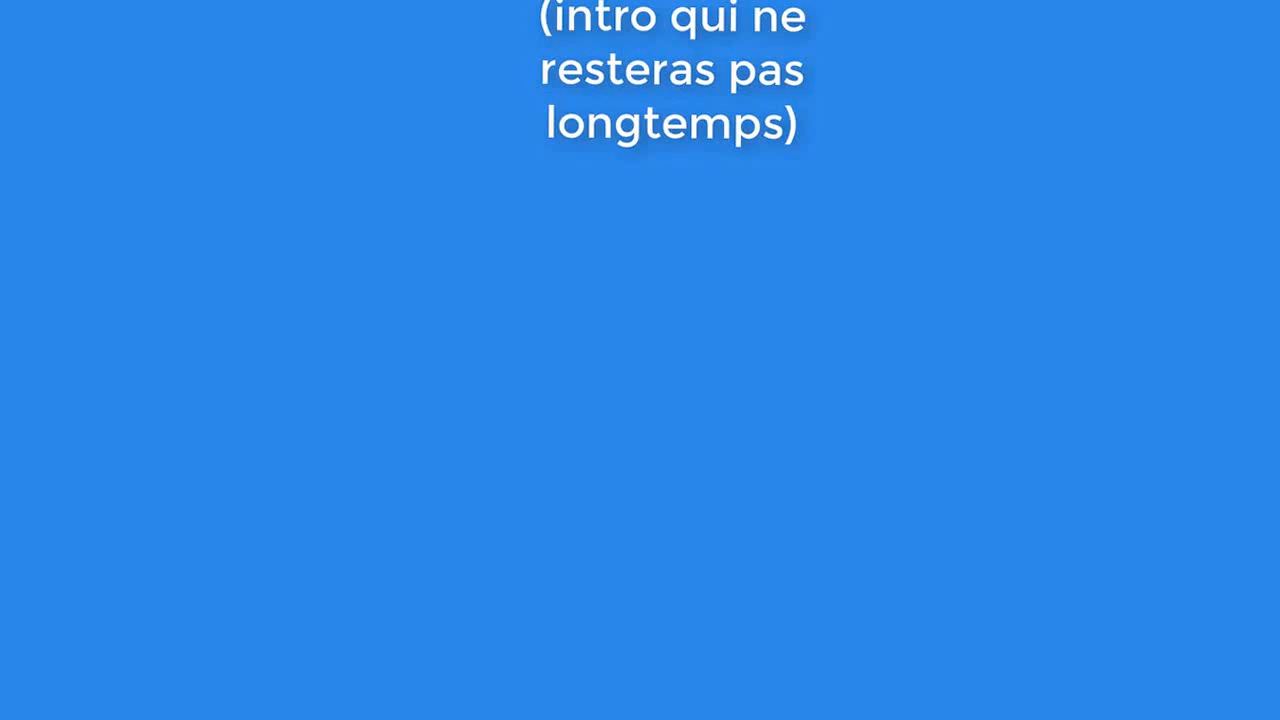 (intro qui ne
resteras pas
longtemps)